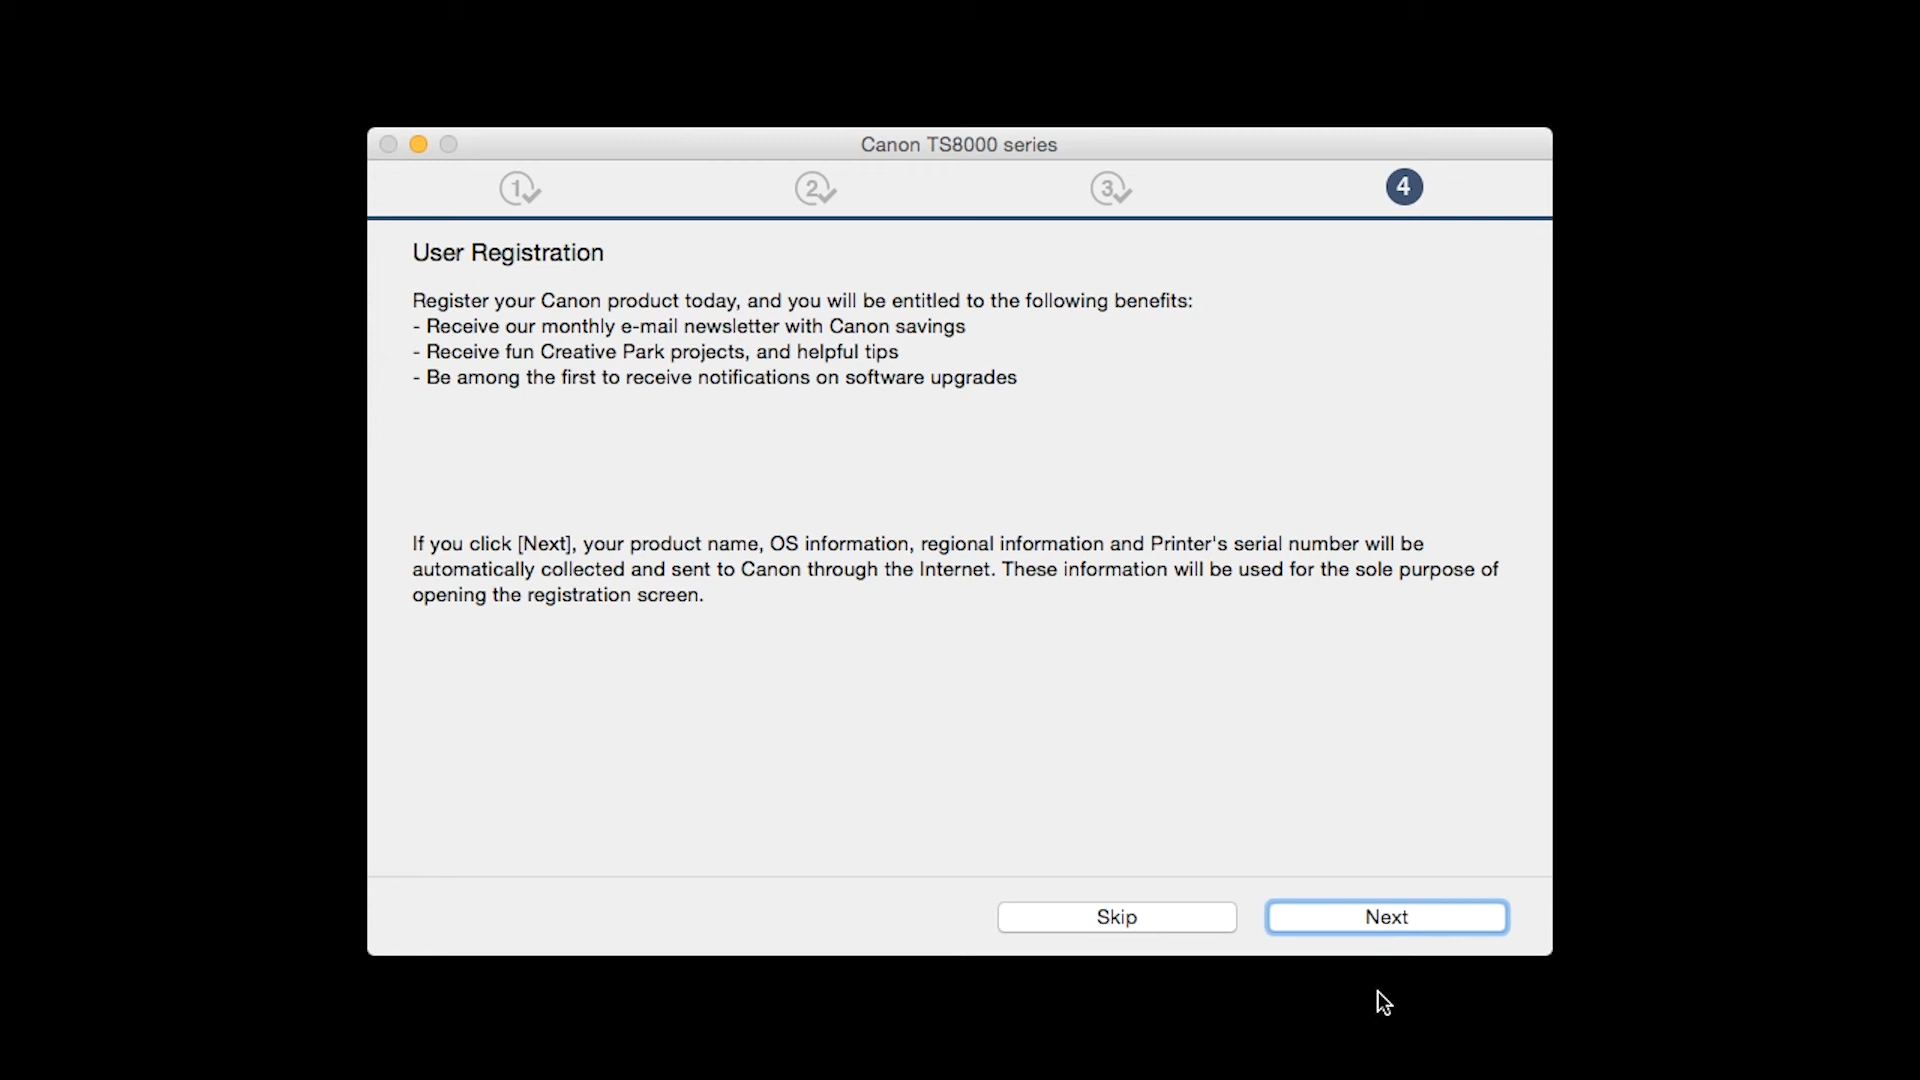 Canon TS8000 series
1 2 3 4
User Registration
Register your Canon product today, and you will be entitled to the following benefits:
- Receive our monthly e-mail newsletter with Canon savings
- Receive fun Creative Park projects, and helpful tips
- Be among the first to receive notifications on software upgrades
If you click [Next], your product name, OS information, regional information and Printer's serial number will be
automatically collected and sent to Canon through the Internet. These information will be used for the sole purpose of
opening the registration screen.
Skip Next